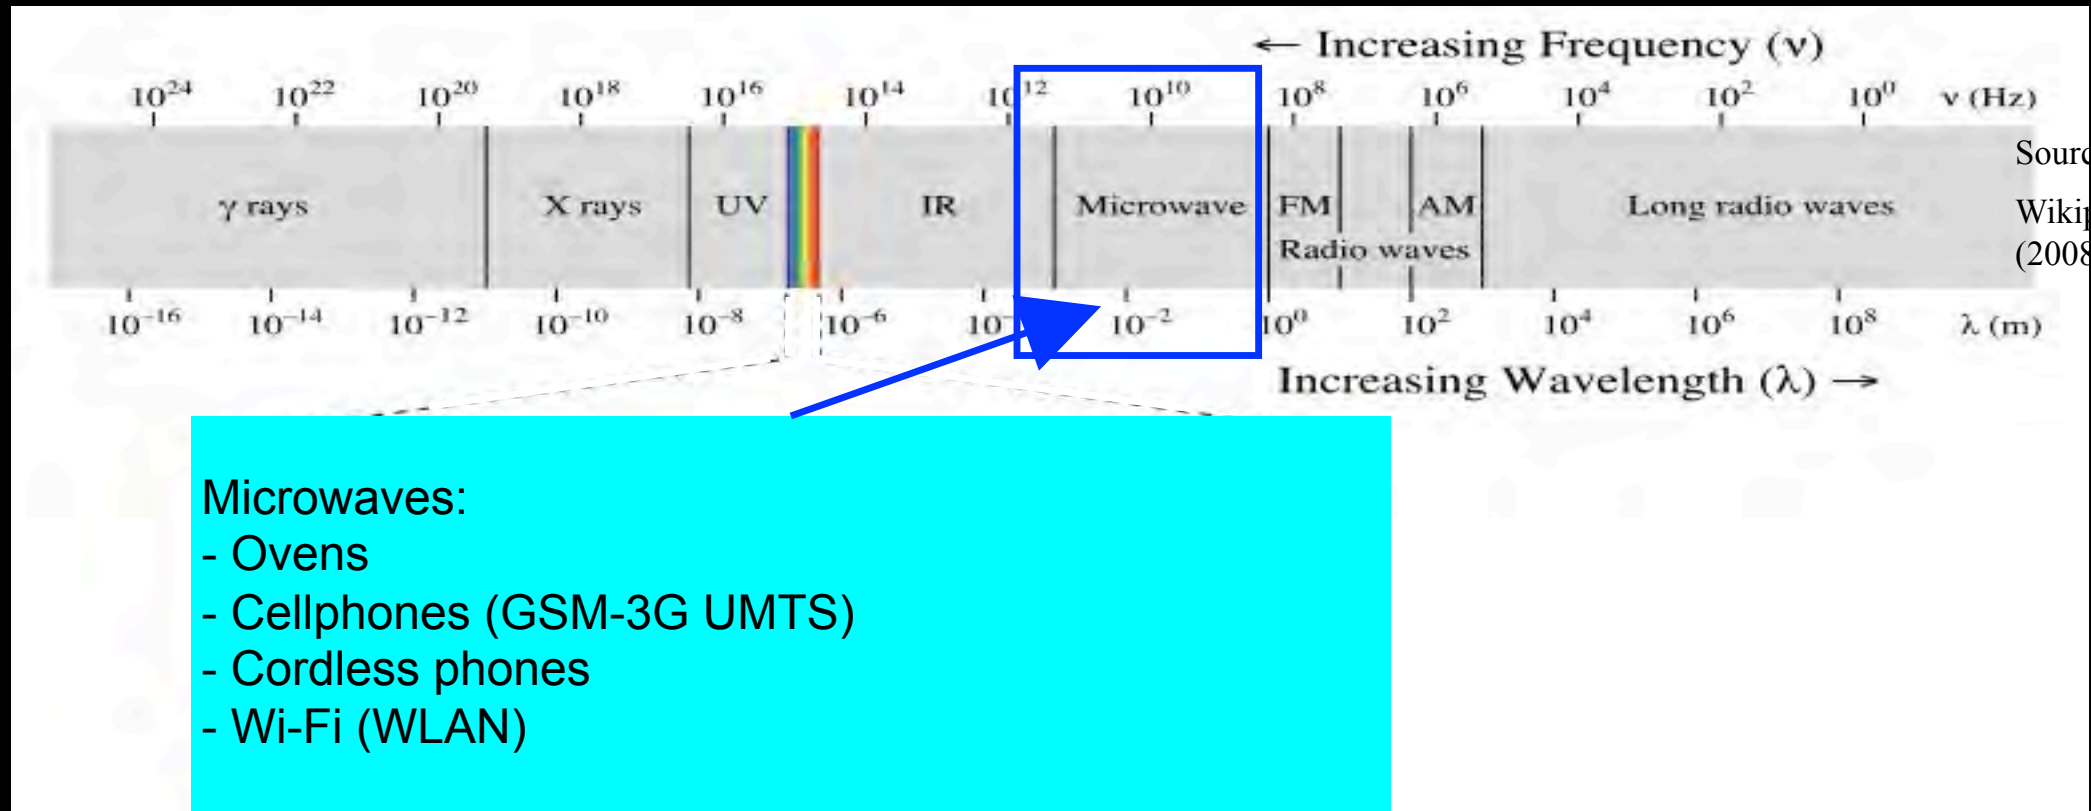 ← Increasing Frequency (ν)
10²⁴ 10²² 10²⁰ 10¹⁸ 10¹⁶ 10¹⁴ 10¹² 10¹⁰ 10⁸ 10⁶ 10⁴ 10² 10⁰ ν (Hz)
γ rays X rays UV IR Microwave FM AM Long radio waves
Radio waves
10⁻¹⁶ 10⁻¹⁴ 10⁻¹² 10⁻¹⁰ 10⁻⁸ 10⁻⁶ 10⁻² 10⁰ 10² 10⁴ 10⁶ 10⁸ λ (m)
Increasing Wavelength (λ) →
Microwaves:
- Ovens
- Cellphones (GSM-3G UMTS)
- Cordless phones
- Wi-Fi (WLAN)